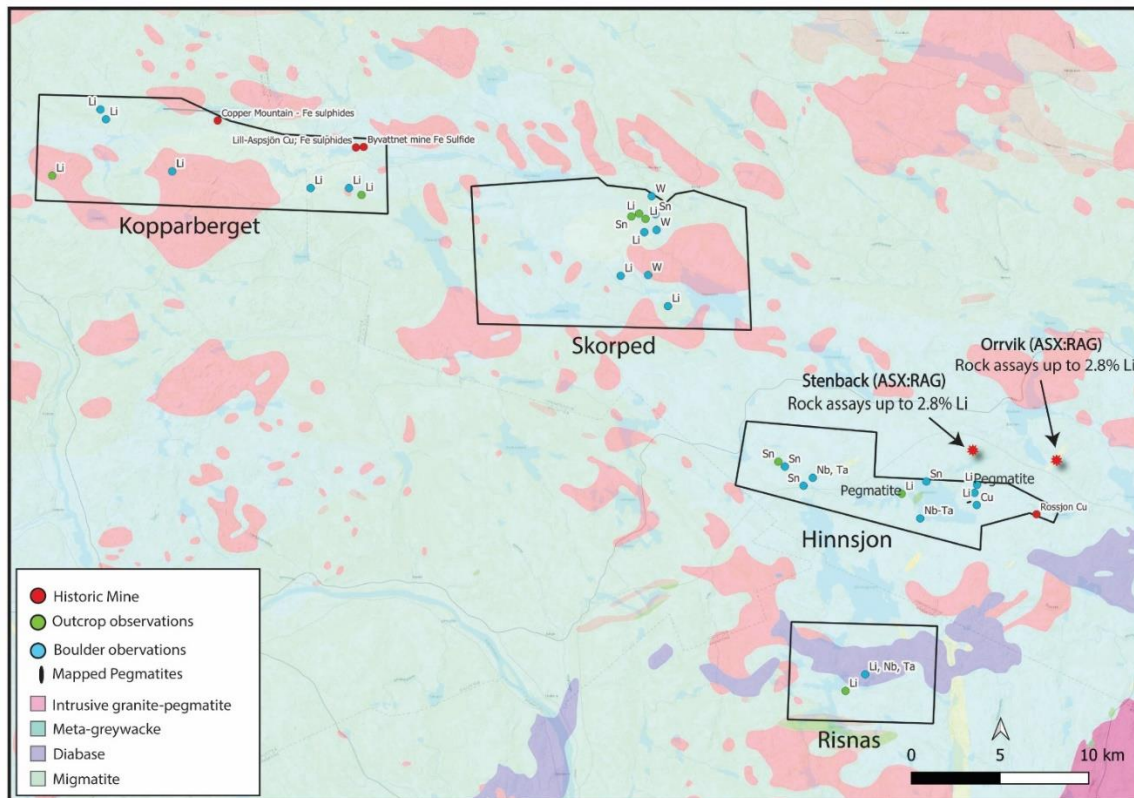 Li
Li
Copper Mountain - Fe sulphides
Lill-Aspsjön Cu; Fe sulphides
Byvattnet mine Fe Sulfide
Li
Li
Li
Li
Li
Kopparberget
W
Li
Sn
Li
Sn
W
Li
Li
W
Li
Skorped
Orrvik (ASX:RAG)
Rock assays up to 2.8% Li
Stenback (ASX:RAG)
Rock assays up to 2.8% Li
Sn
Sn
Nb, Ta
Sn
Sn
Li
Pegmatite
Pegmatite
Li
Li
Cu
Nb-Ta
Rossjon Cu
Hinnsjon
Li, Nb, Ta
Li
Risnas
Historic Mine
Outcrop observations
Boulder obervations
Mapped Pegmatites
Intrusive granite-pegmatite
Meta-greywacke
Diabase
Migmatite
0 5 10 km